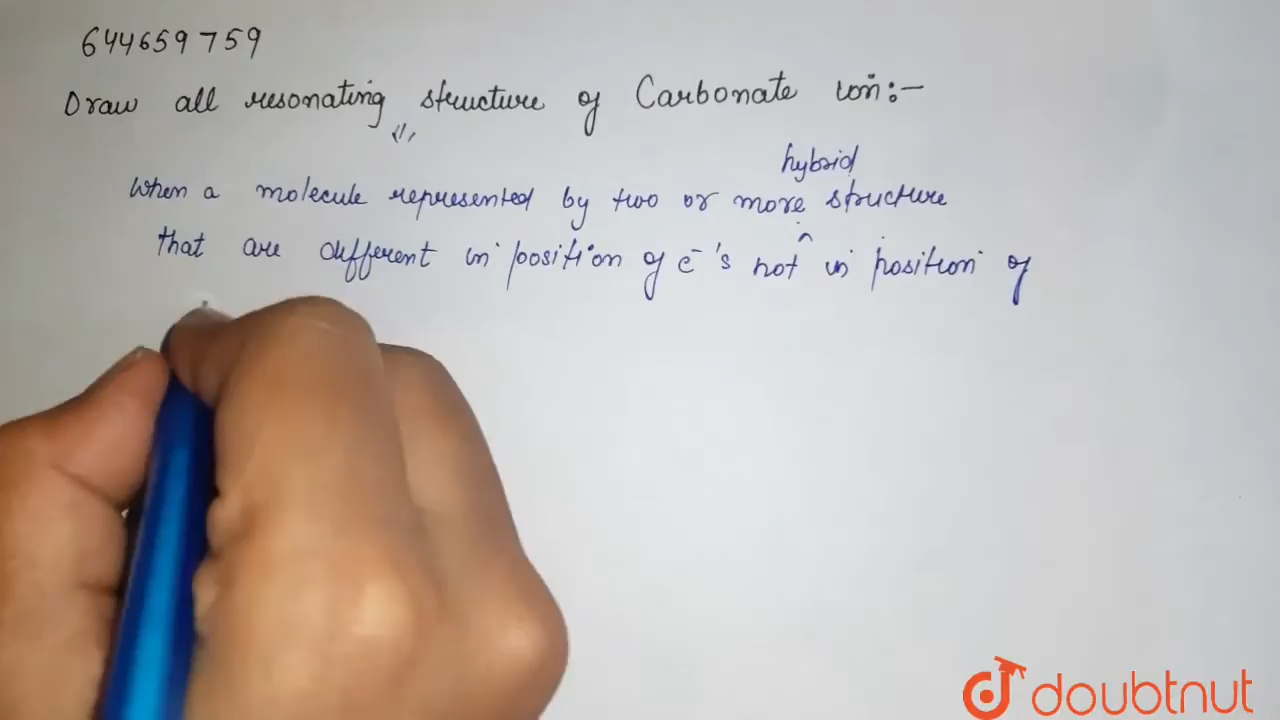 644659759
Draw all resonating structure of Carbonate ion:-
hybrid
When a molecule represented by two or more structure
that are different in position of e⁻'s not in position of
doubtnut